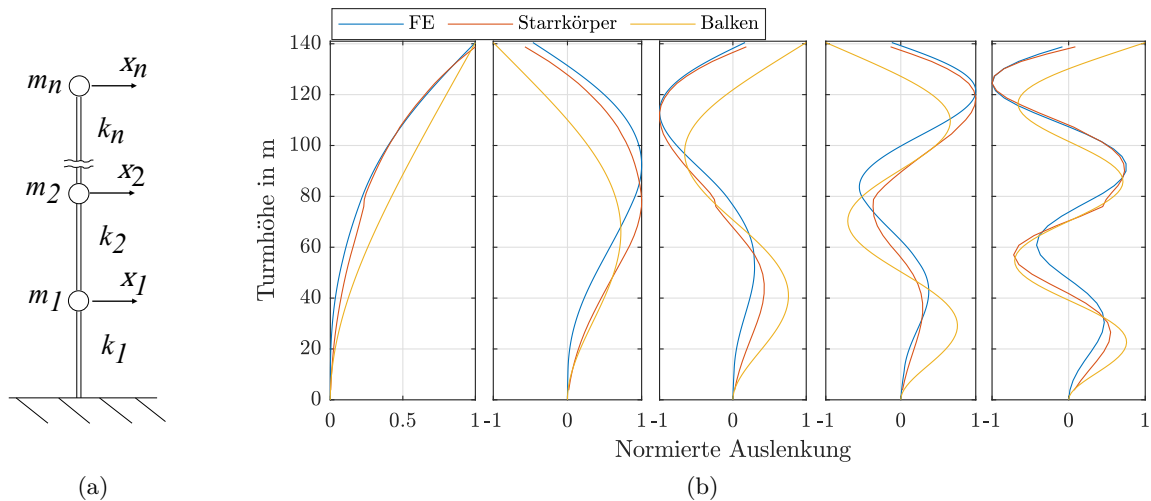 FE Starrkörper Balken
m_n x_n
k_n
m_2 x_2
k_2
m_1 x_1
k_1
Turmhöhe in m
140
120
100
80
60
40
20
0
0 0.5 1 -1 0 1 -1 0 1 -1 0 1 -1 0 1
Normierte Auslenkung
(a) (b)